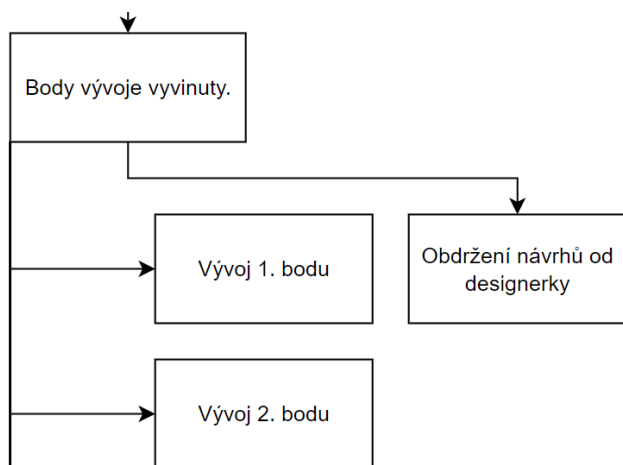 Body vývoje vyvinuty.
Vývoj 1. bodu
Obdržení návrhů od
designerky
Vývoj 2. bodu